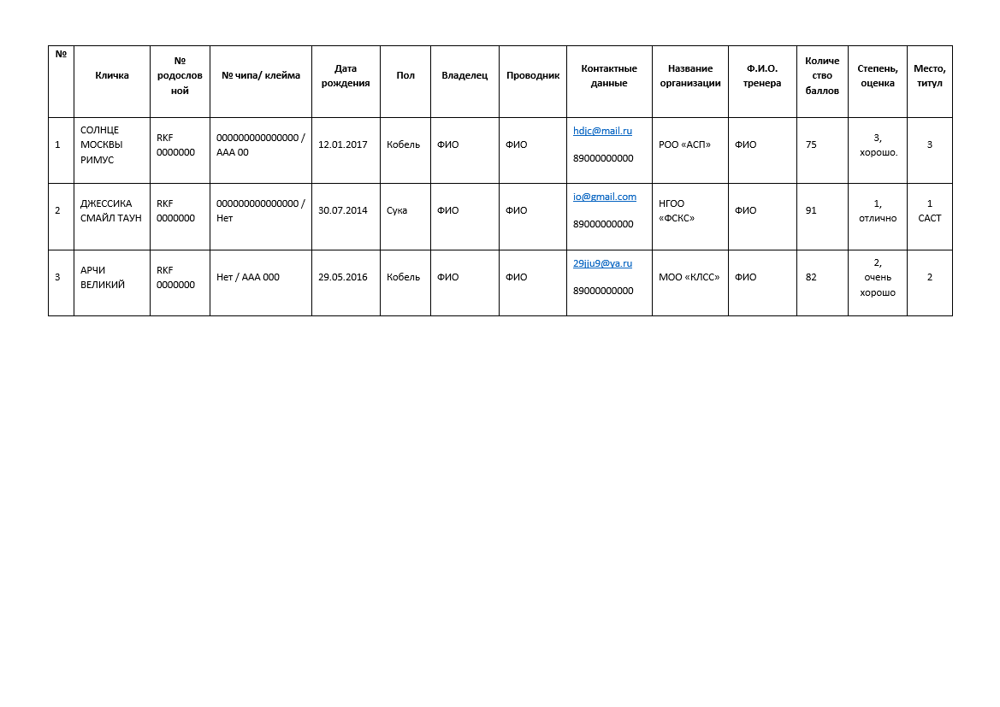 №
Кличка
№
родослов
ной
№ чипа/ клейма
Дата
рождения
Пол
Владелец
Проводник
Контактные
данные
Название
организации
Ф.И.О.
тренера
Количе
ство
баллов
Степень,
оценка
Место,
титул
1
СОЛНЦЕ
МОСКВЫ
РИМУС
RKF
0000000
000000000000000 /
ААА 00
12.01.2017
Кобель
ФИО
ФИО
hdjc@mail.ru
89000000000
РОО «АСП»
ФИО
75
3,
хорошо.
3
2
ДЖЕССИКА
СМАЙЛ ТАУН
RKF
0000000
000000000000000 /
Нет
30.07.2014
Сука
ФИО
ФИО
io@gmail.com
89000000000
НГОО
«ФСКС»
ФИО
91
1,
отлично
1
САСТ
3
АРЧИ
ВЕЛИКИЙ
RKF
0000000
Нет / ААА 000
29.05.2016
Кобель
ФИО
ФИО
29jju9@ya.ru
89000000000
МОО «КЛСС»
ФИО
82
2,
очень
хорошо
2